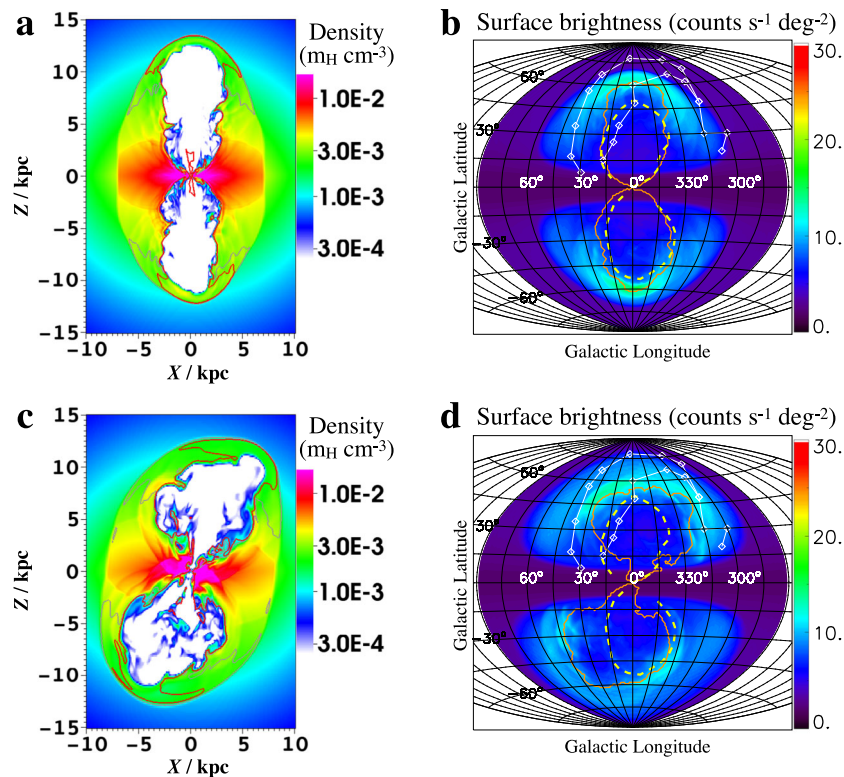 a
Density
(mH cm-3)
15
10
5
0
−5
−10
−15
Z / kpc
−10 −5 0 5 10
X / kpc
1.0E-2
3.0E-3
1.0E-3
3.0E-4
b Surface brightness (counts s-1 deg-2)
60°
30°
60° 30° 0° 330° 300°
−30°
−60°
Galactic Latitude
Galactic Longitude
30.
20.
10.
0.
c
Density
(mH cm-3)
15
10
5
0
−5
−10
−15
Z / kpc
−10 −5 0 5 10
X / kpc
1.0E-2
3.0E-3
1.0E-3
3.0E-4
d Surface brightness (counts s-1 deg-2)
60°
30°
60° 30° 0° 330° 300°
−30°
−60°
Galactic Latitude
Galactic Longitude
30.
20.
10.
0.